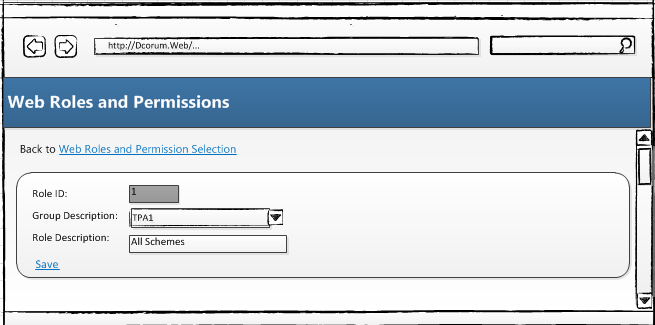 http://Dcorum.Web/...
Web Roles and Permissions
Back to Web Roles and Permission Selection
Role ID: 1
Group Description: TPA1
Role Description: All Schemes
Save